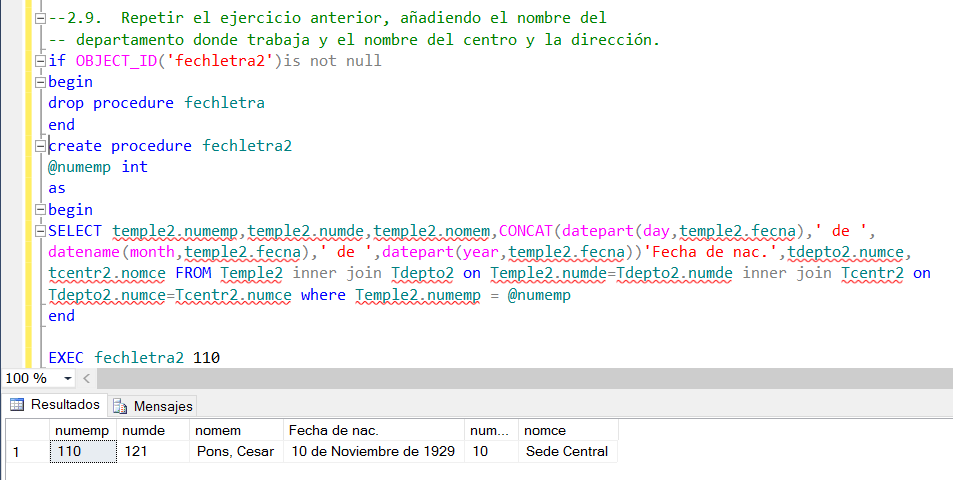 --2.9.  Repetir el ejercicio anterior, añadiendo el nombre del
-- departamento donde trabaja y el nombre del centro y la dirección.
if OBJECT_ID('fechletra2')is not null
begin
drop procedure fechletra
end
create procedure fechletra2
@numemp int
as
begin
SELECT temple2.numemp,temple2.numde,temple2.nomem,CONCAT(datepart(day,temple2.fecna),' de ',
datename(month,temple2.fecna),' de ',datepart(year,temple2.fecna))'Fecha de nac.',tdepto2.numce,
tcentr2.nomce FROM Temple2 inner join Tdepto2 on Temple2.numde=Tdepto2.numde inner join Tcentr2 on
Tdepto2.numce=Tcentr2.numce where Temple2.numemp = @numemp
end
EXEC fechletra2 110
100 %
Resultados Mensajes
numemp numde nomem Fecha de nac. num... nomce
1 110 121 Pons, Cesar 10 de Noviembre de 1929 10 Sede Central